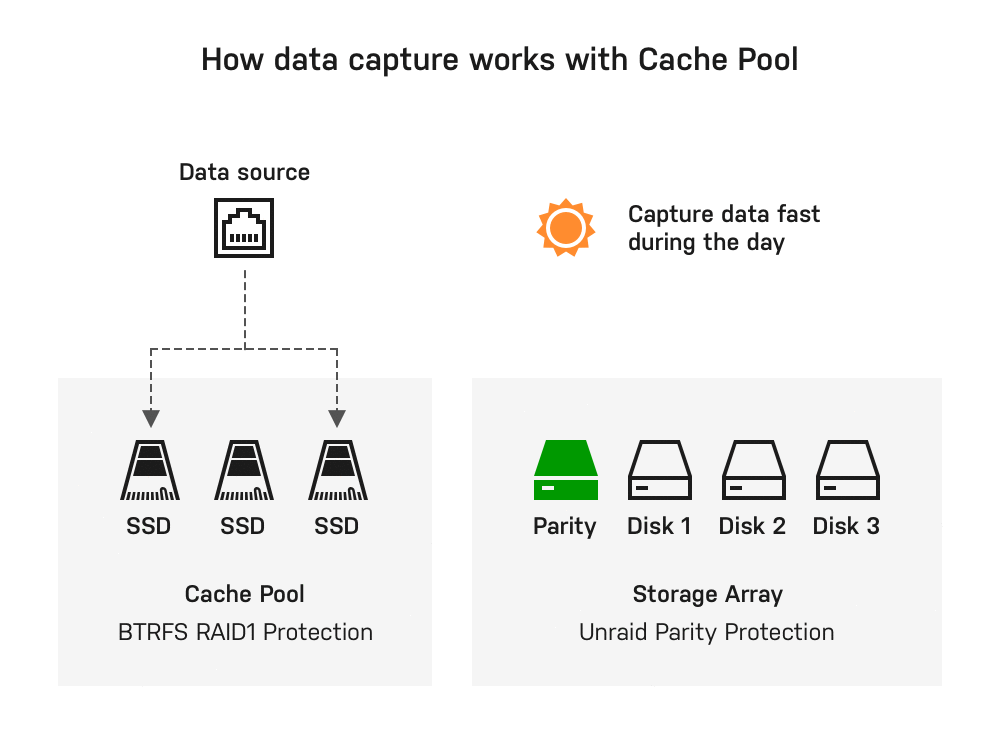 How data capture works with Cache Pool
Data source
Capture data fast
during the day
SSD
SSD
SSD
Cache Pool
BTRFS RAID1 Protection
Parity
Disk 1
Disk 2
Disk 3
Storage Array
Unraid Parity Protection